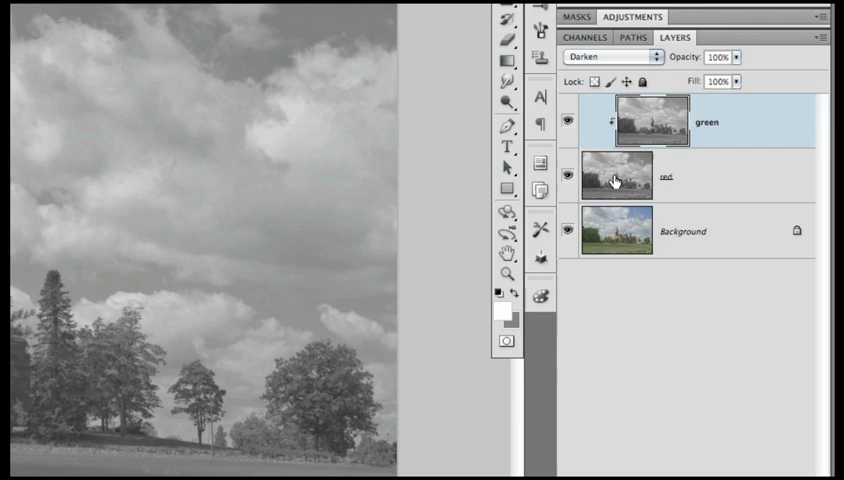 MASKS ADJUSTMENTS
CHANNELS PATHS LAYERS
Darken Opacity: 100%
Lock: Fill: 100%
green
red
Background